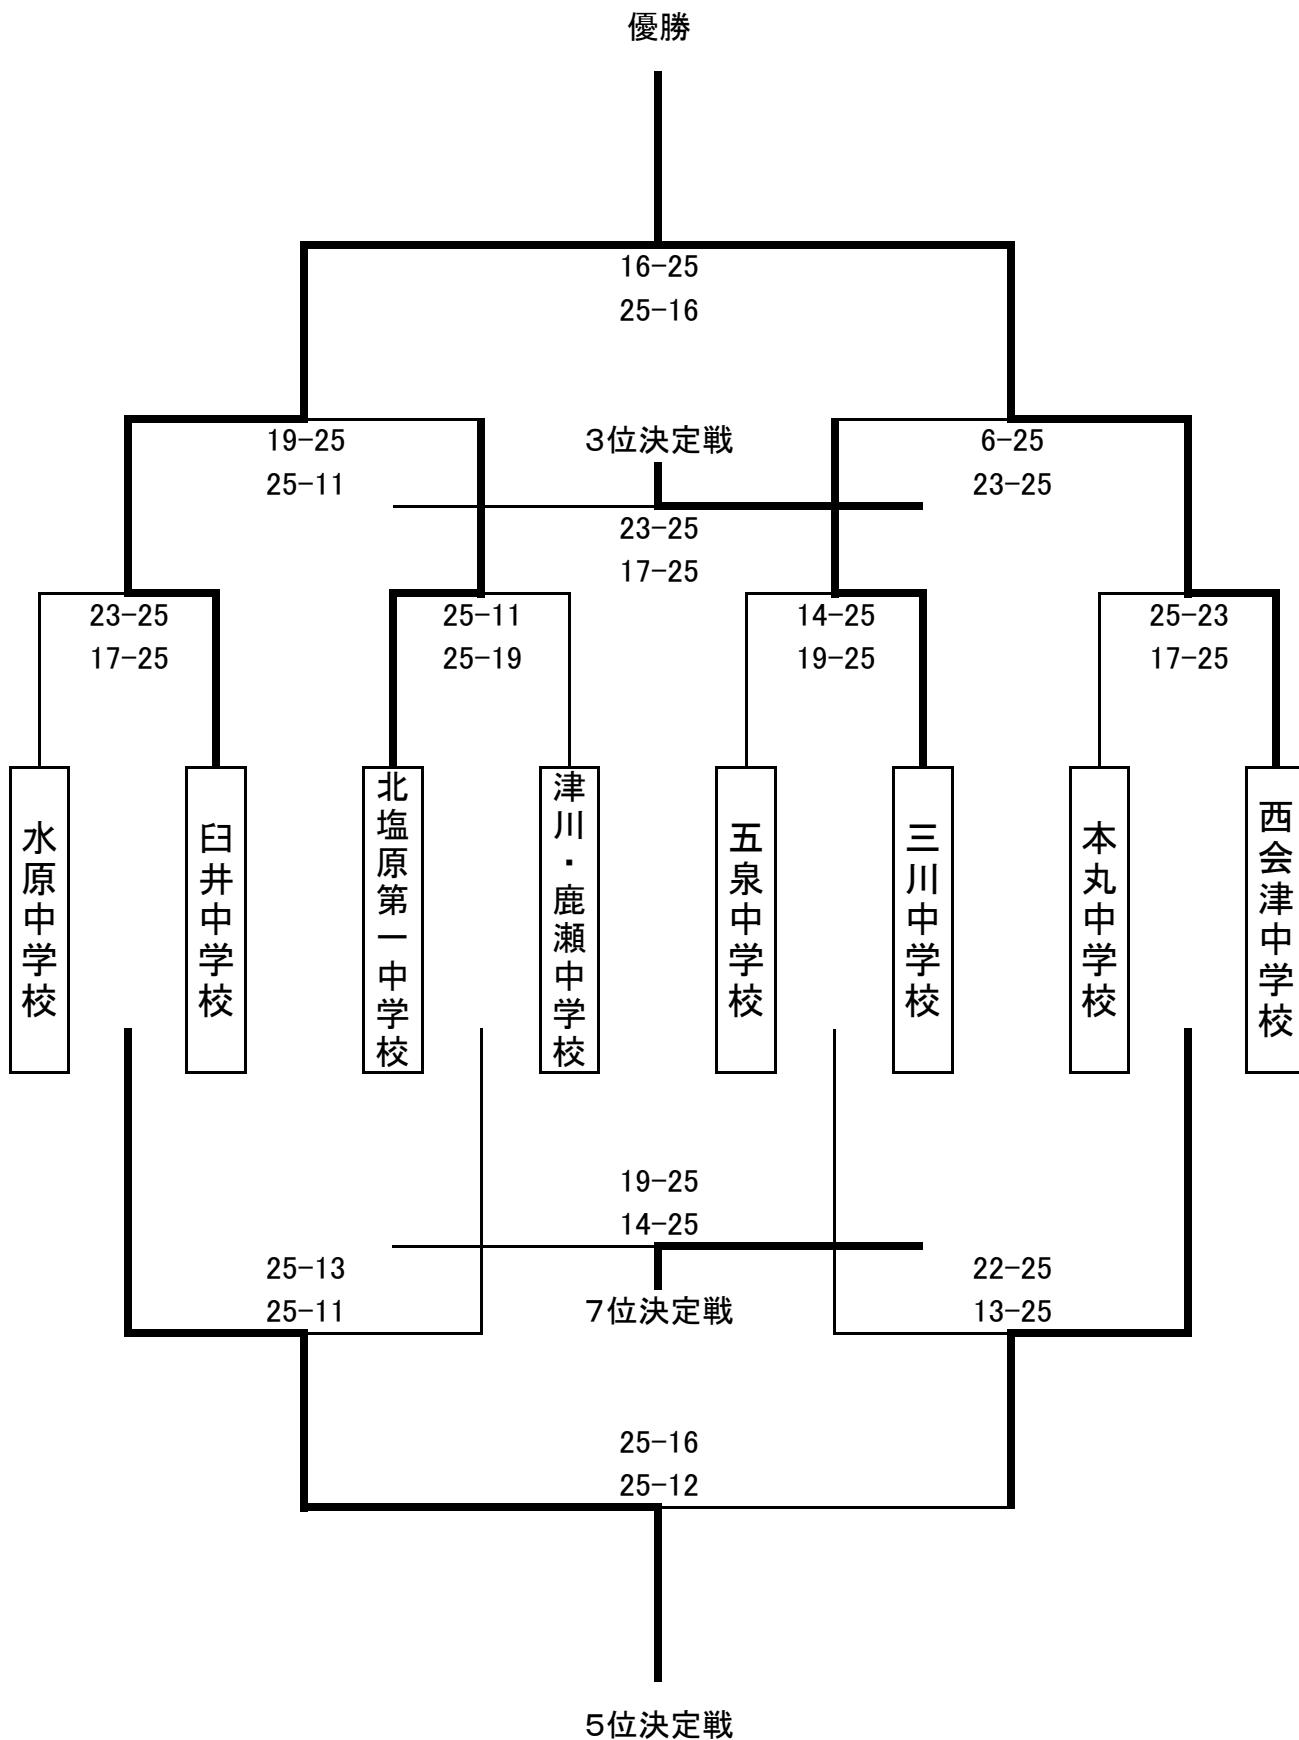 優勝
16-25
25-16
19-25
25-11
3位決定戦
6-25
23-25
23-25
17-25
23-25
17-25
25-11
25-19
14-25
19-25
25-23
17-25
水原中学校
臼井中学校
北塩原第一中学校
津川・鹿瀬中学校
五泉中学校
三川中学校
本丸中学校
西会津中学校
19-25
14-25
25-13
25-11
7位決定戦
22-25
13-25
25-16
25-12
5位決定戦